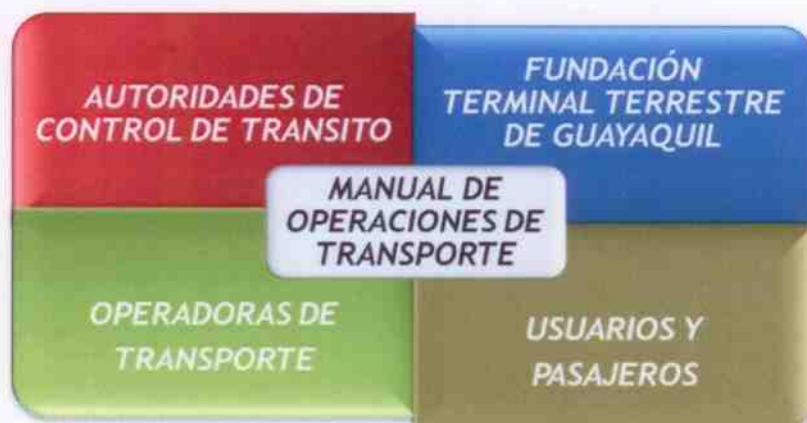 AUTORIDADES DE
CONTROL DE TRANSITO
FUNDACIÓN
TERMINAL TERRESTRE
DE GUAYAQUIL
MANUAL DE
OPERACIONES DE
TRANSPORTE
OPERADORAS DE
TRANSPORTE
USUARIOS Y
PASAJEROS